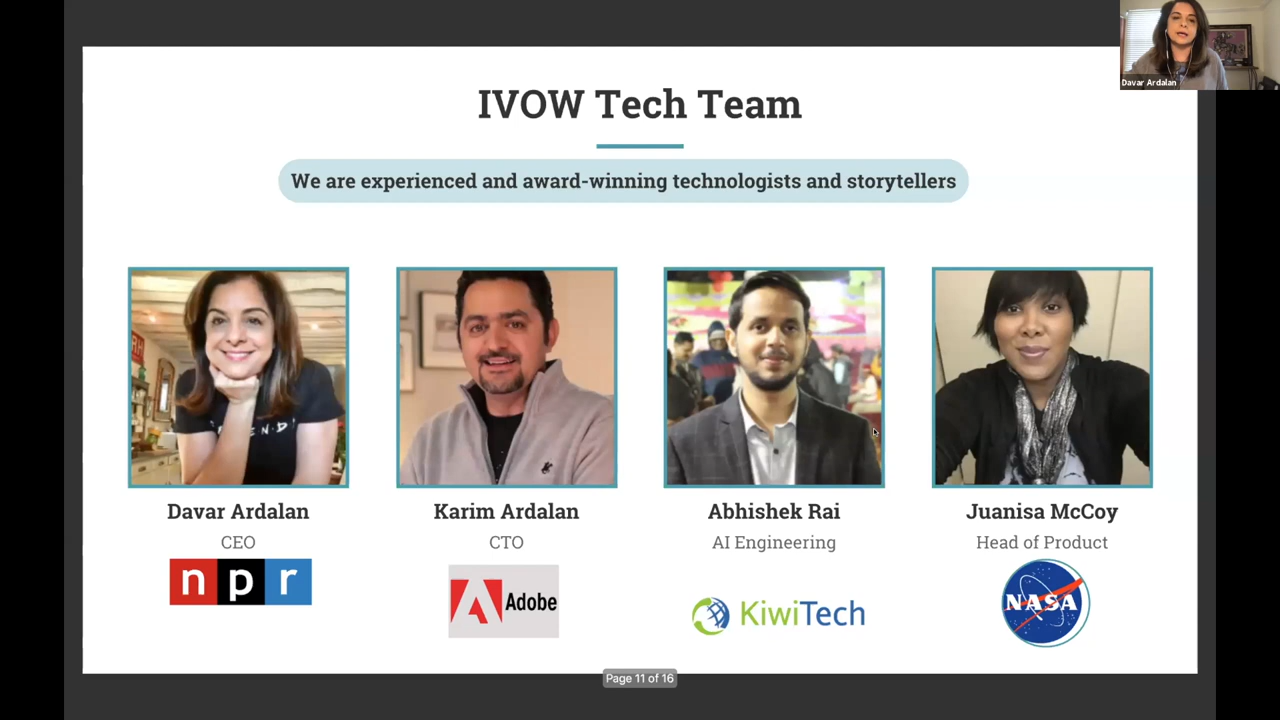 Davar Ardalan
IVOW Tech Team
We are experienced and award-winning technologists and storytellers
Davar Ardalan
CEO
npr
Karim Ardalan
CTO
Adobe
Abhishek Rai
AI Engineering
KiwiTech
Juanisa McCoy
Head of Product
NASA
Page 11 of 16